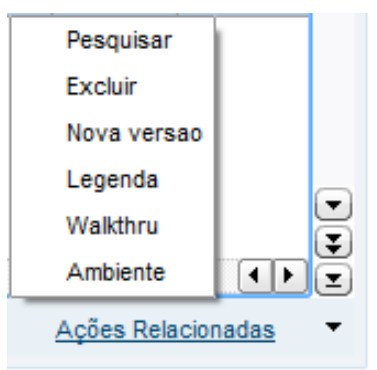 Pesquisar
Excluir
Nova versao
Legenda
Walkthru
Ambiente
Ações Relacionadas